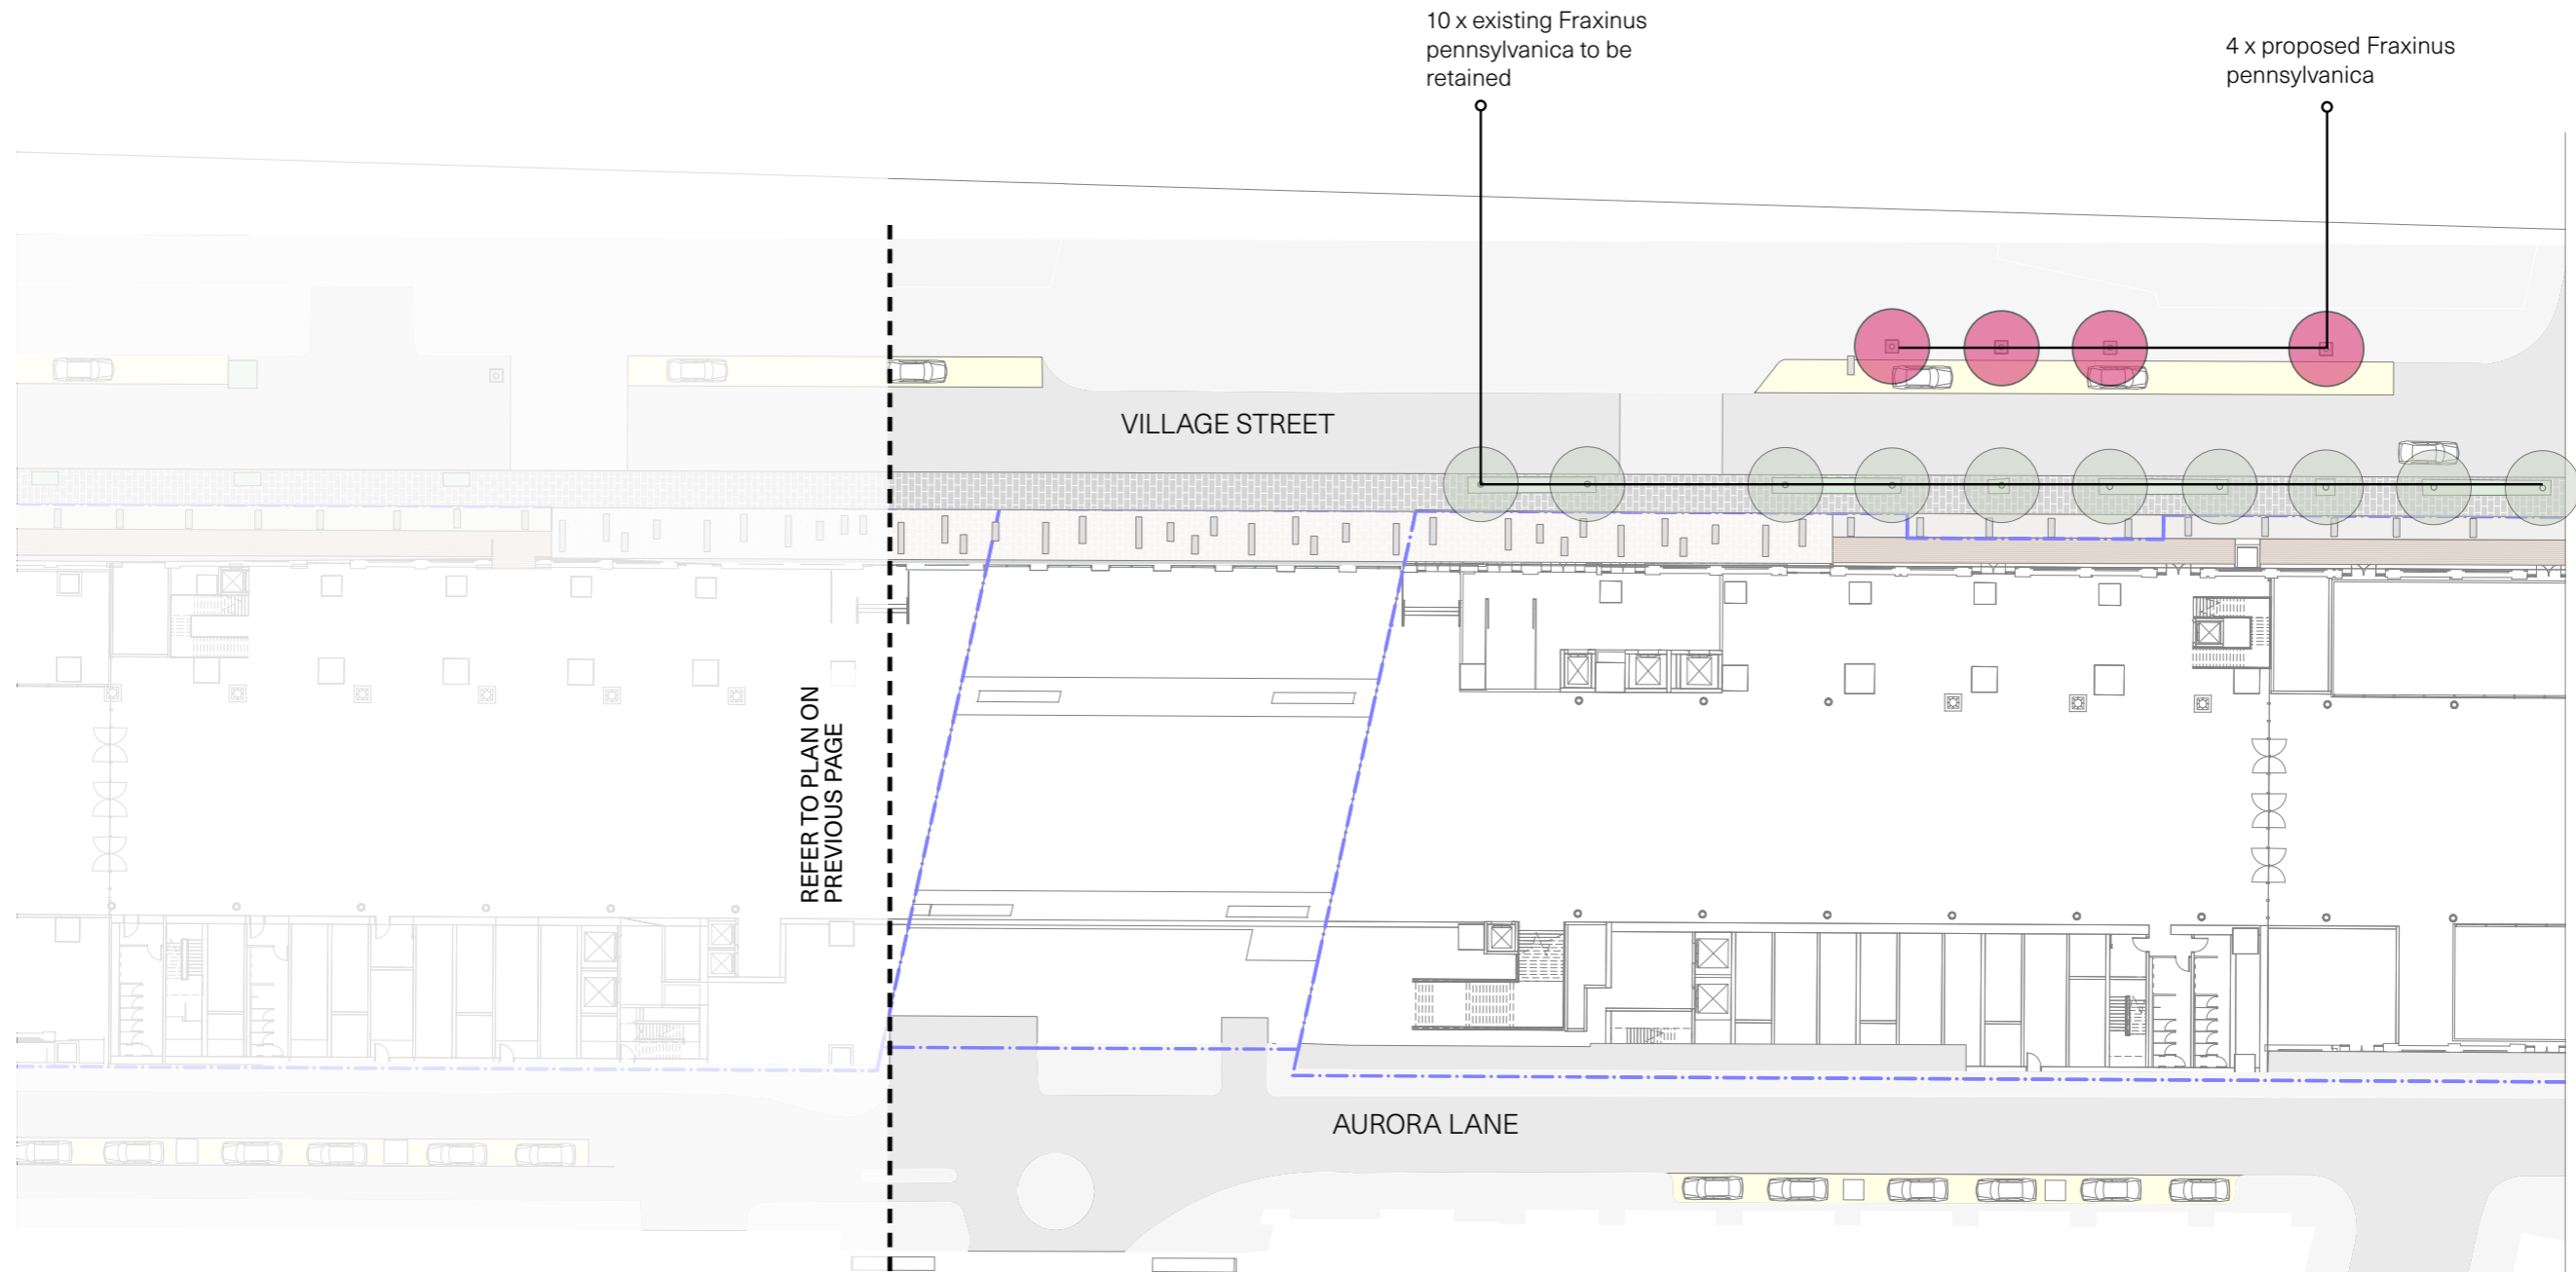 10 x existing Fraxinus
pennsylvanica to be
retained
4 x proposed Fraxinus
pennsylvanica
VILLAGE STREET
REFER TO PLAN ON
PREVIOUS PAGE
AURORA LANE